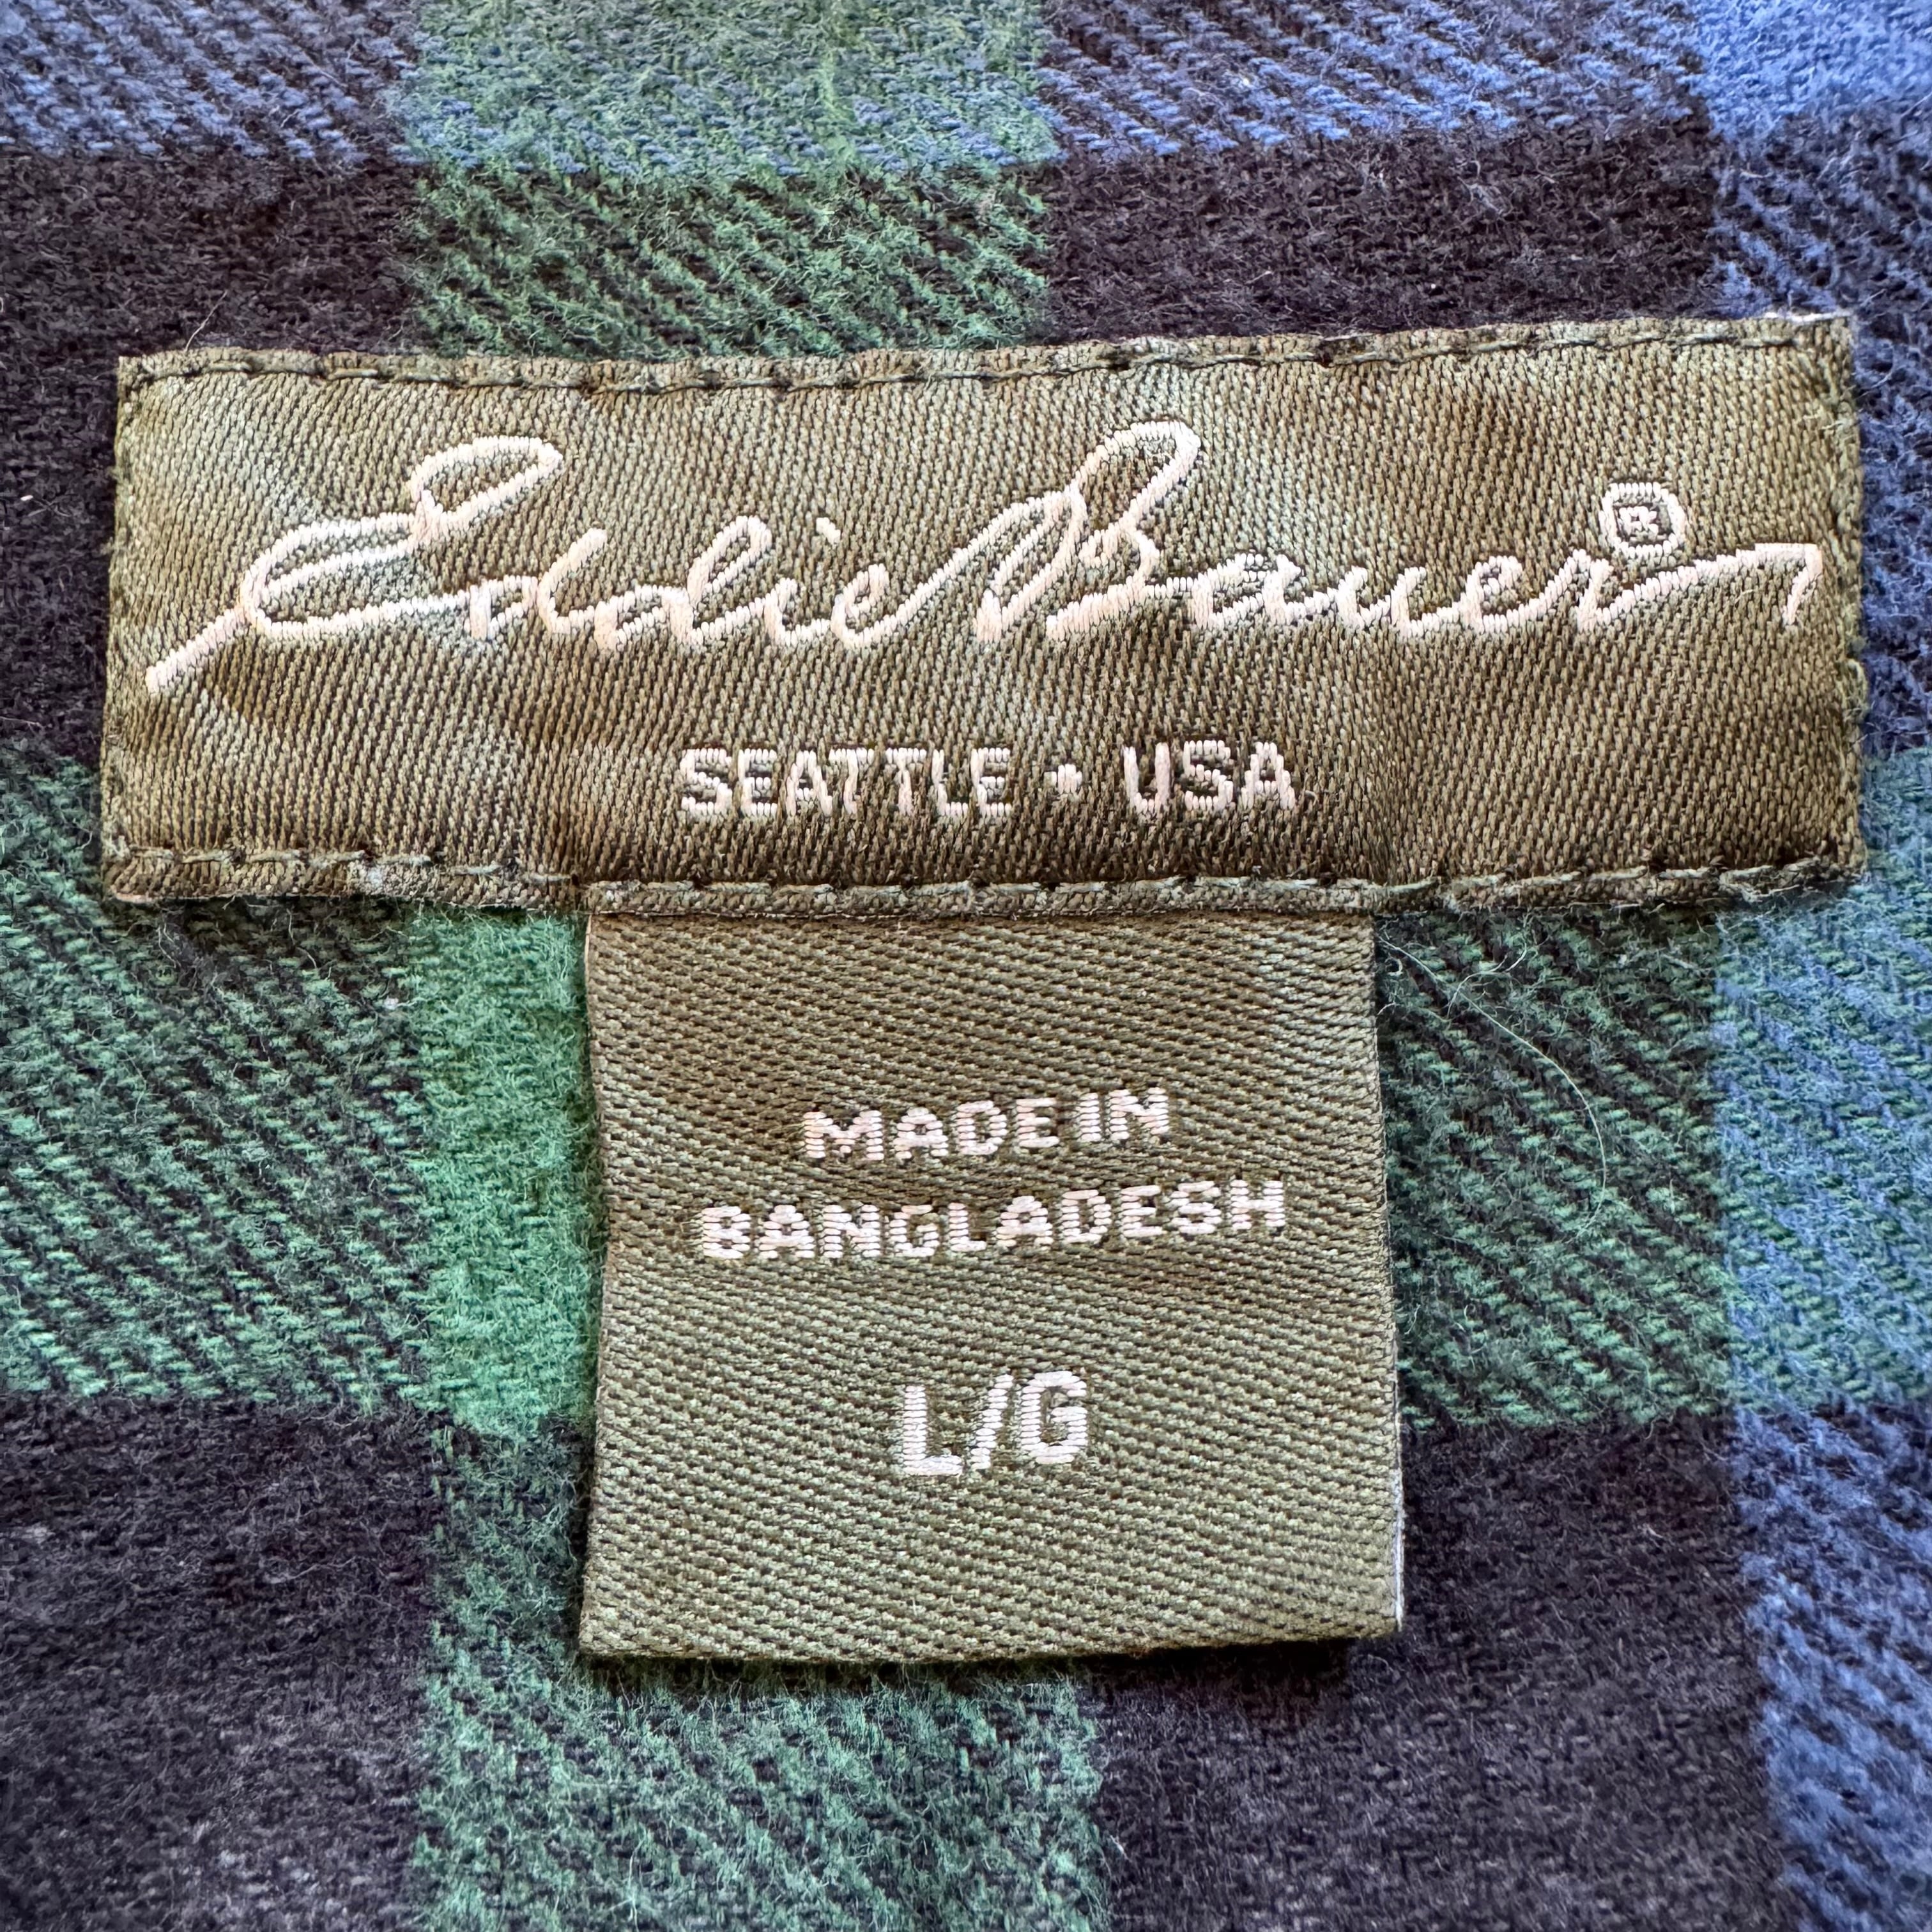 Eddie Bauer®
SEATTLE • USA
MADE IN
BANGLADESH
L/G